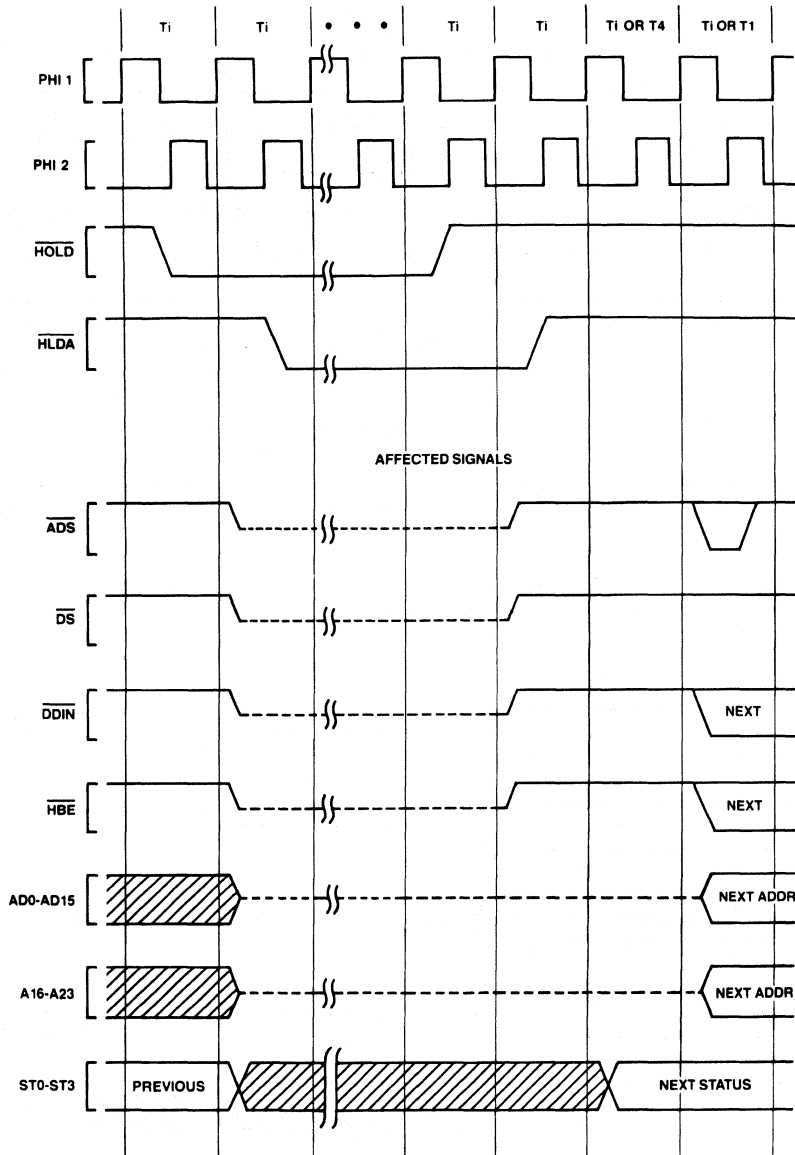 Ti Ti • • • Ti Ti Ti OR T4 Ti OR T1
PHI 1
PHI 2
HOLD
HLDA
AFFECTED SIGNALS
ADS
DS
DDIN NEXT
HBE NEXT
AD0-AD15 NEXT ADDR
A16-A23 NEXT ADDR
ST0-ST3 PREVIOUS NEXT STATUS